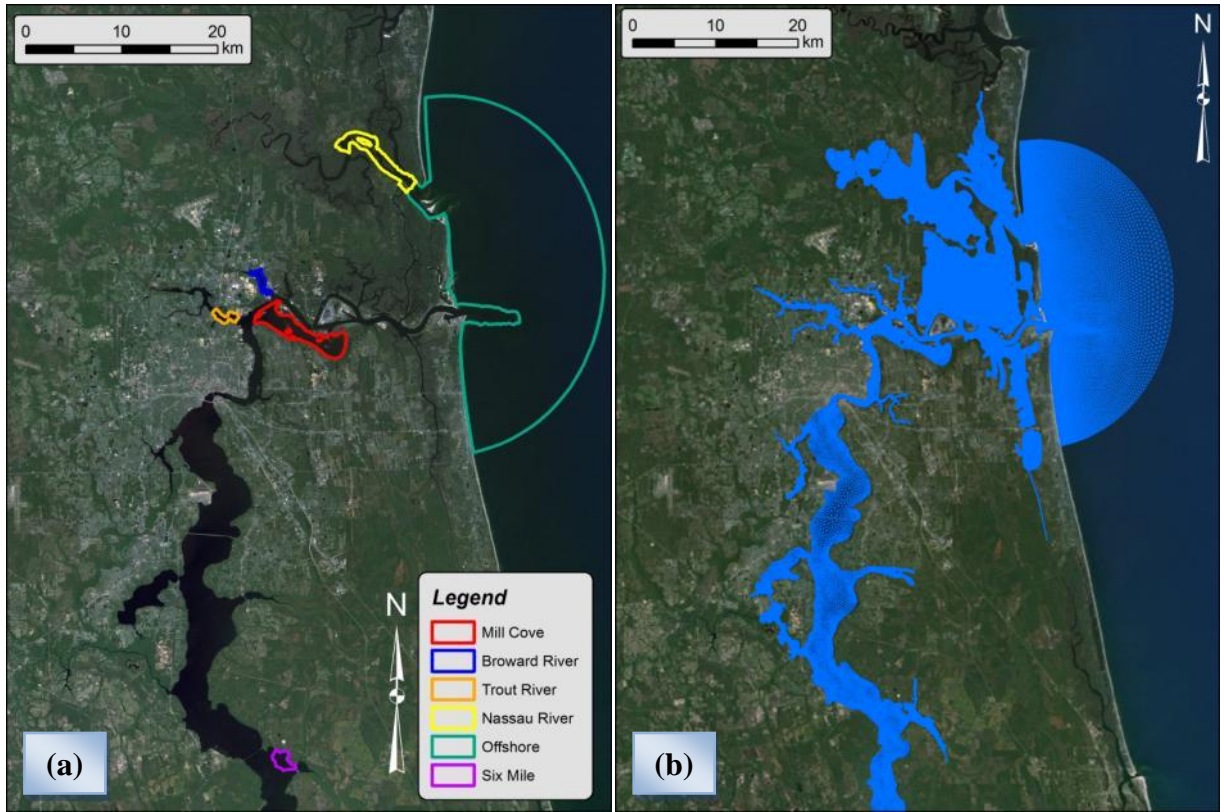 0 10 20
km
N
Legend
Mill Cove
Broward River
Trout River
Nassau River
Offshore
Six Mile
(a)
0 10 20
km
N
(b)